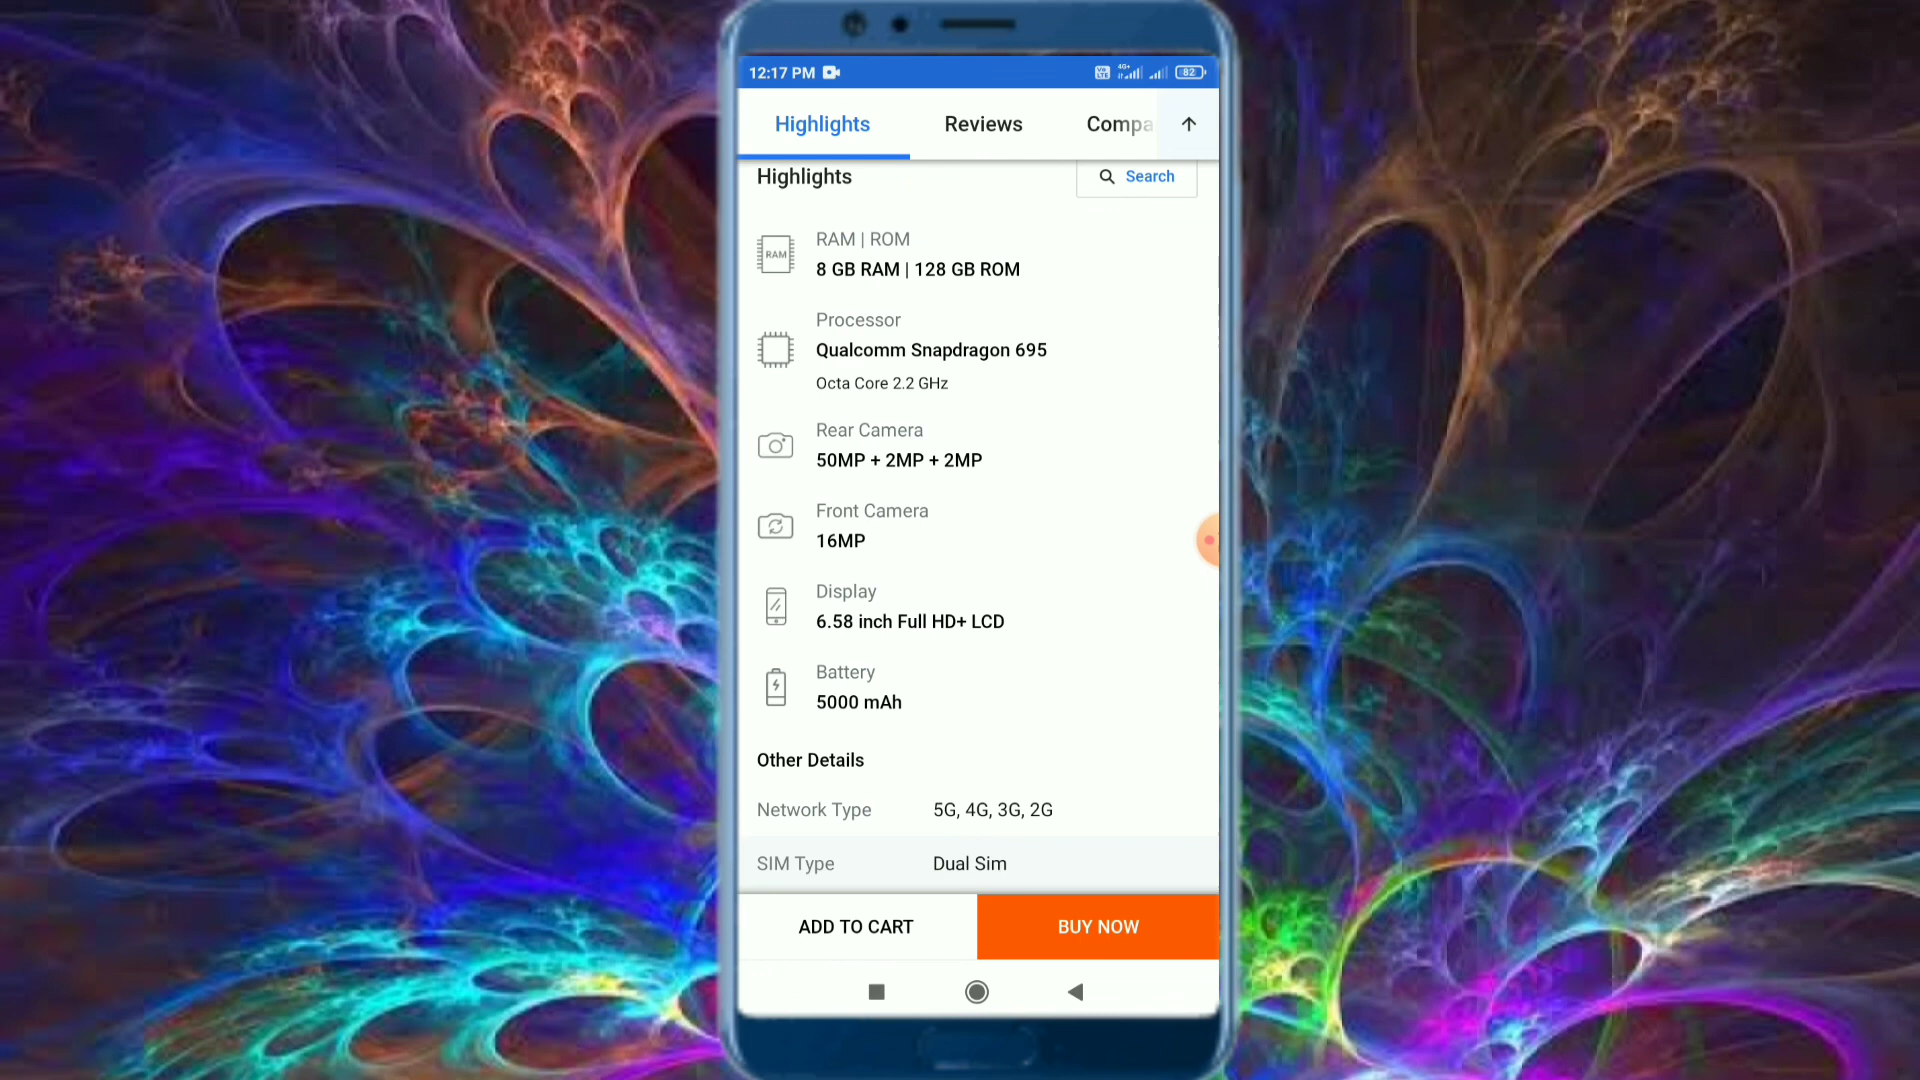 12:17 PM
4G+
82
Highlights Reviews Compa
Highlights Search
RAM | ROM
RAM
8 GB RAM | 128 GB ROM
Processor
Qualcomm Snapdragon 695
Octa Core 2.2 GHz
Rear Camera
50MP + 2MP + 2MP
Front Camera
16MP
Display
6.58 inch Full HD+ LCD
Battery
5000 mAh
Other Details
Network Type 5G, 4G, 3G, 2G
SIM Type Dual Sim
ADD TO CART BUY NOW